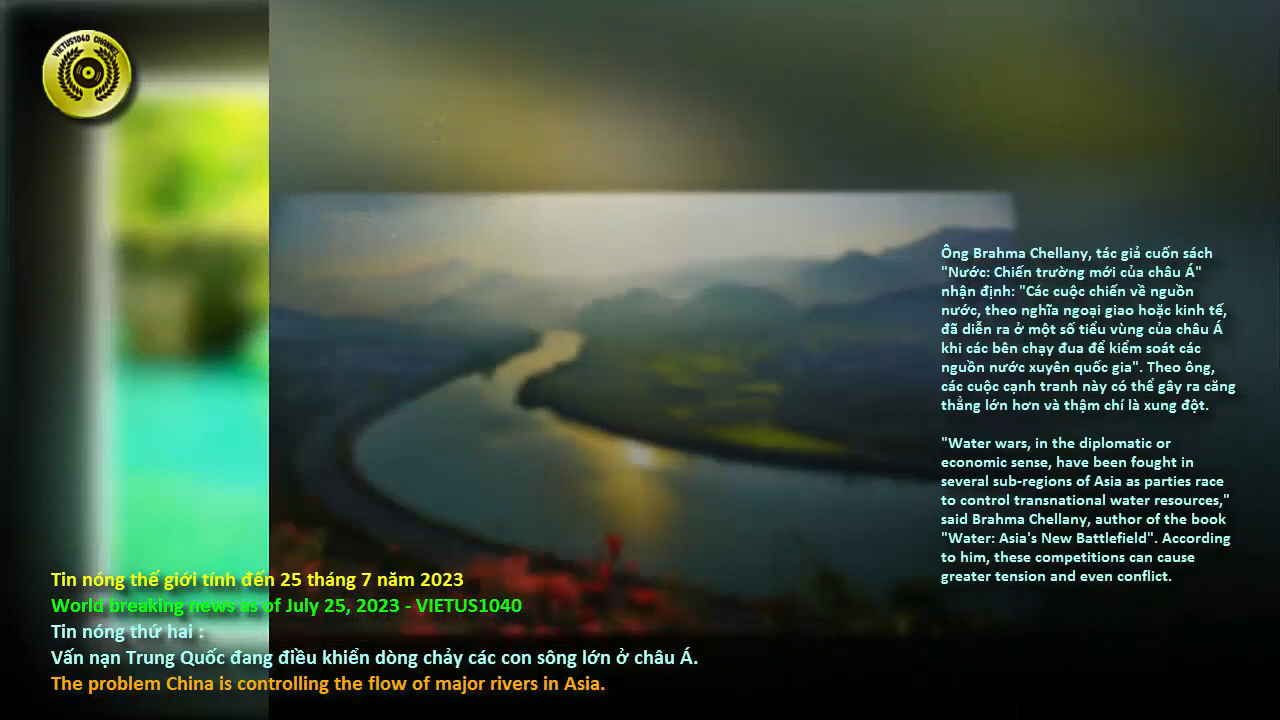 VIETUS1040 CHONNEL
Ông Brahma Chellany, tác giả cuốn sách
"Nước: Chiến trường mới của châu Á"
nhận định: "Các cuộc chiến về nguồn
nước, theo nghĩa ngoại giao hoặc kinh tế,
đã diễn ra ở một số tiểu vùng của châu Á
khi các bên chạy đua để kiểm soát các
nguồn nước xuyên quốc gia". Theo ông,
các cuộc cạnh tranh này có thể gây ra căng
thẳng lớn hơn và thậm chí là xung đột.
"Water wars, in the diplomatic or
economic sense, have been fought in
several sub-regions of Asia as parties race
to control transnational water resources,"
said Brahma Chellany, author of the book
"Water: Asia's New Battlefield". According
to him, these competitions can cause
greater tension and even conflict.
Tin nóng thế giới tính đến 25 tháng 7 năm 2023
World breaking news as of July 25, 2023 - VIETUS1040
Tin nóng thứ hai :
Vấn nạn Trung Quốc đang điều khiển dòng chảy các con sông lớn ở châu Á.
The problem China is controlling the flow of major rivers in Asia.